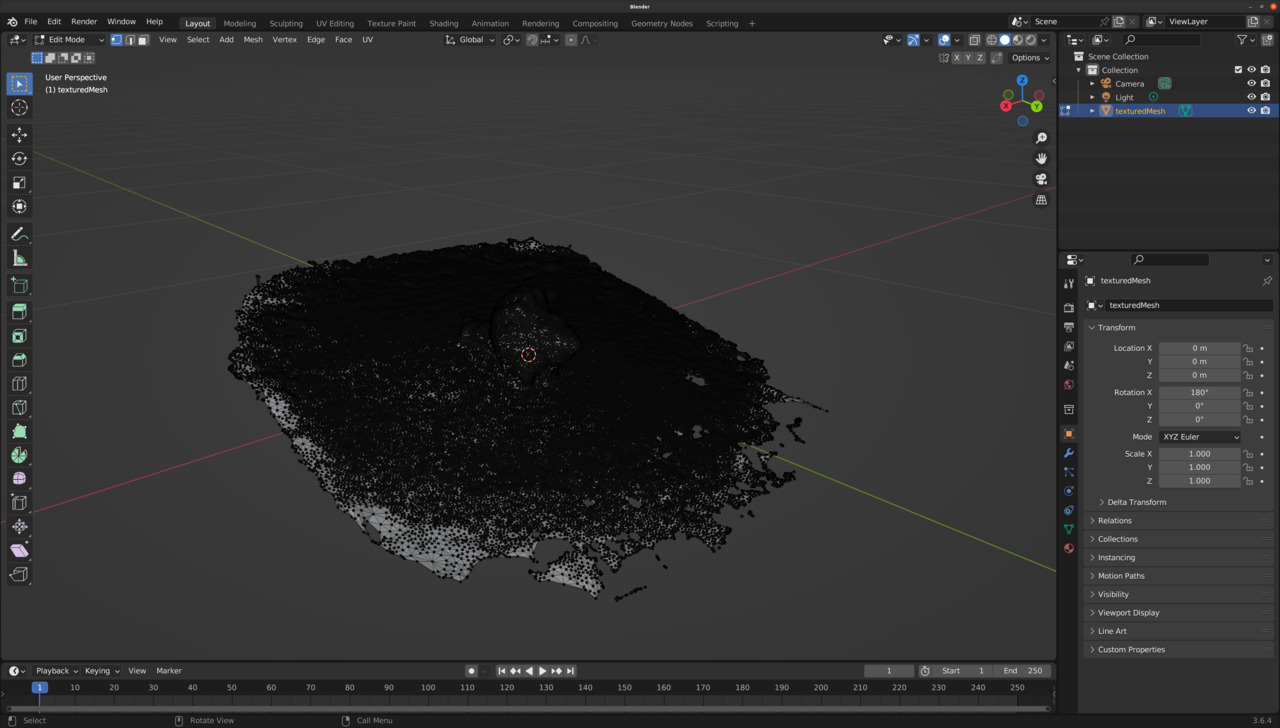 Blender
File Edit Render Window Help Layout Modeling Sculpting UV Editing Texture Paint Shading Animation Rendering Compositing Geometry Nodes Scripting + Scene ViewLayer
Edit Mode View Select Add Mesh Vertex Edge Face UV Global
X Y Z Options
User Perspective
(1) texturedMesh
Z
X Y
Scene Collection
Collection
Camera
Light
texturedMesh
texturedMesh
texturedMesh
Transform
Location X 0 m
Y 0 m
Z 0 m
Rotation X 180°
Y 0°
Z 0°
Mode XYZ Euler
Scale X 1.000
Y 1.000
Z 1.000
Delta Transform
Relations
Collections
Instancing
Motion Paths
Visibility
Viewport Display
Line Art
Custom Properties
Playback Keying View Marker 1 Start 1 End 250
1 10 20 30 40 50 60 70 80 90 100 110 120 130 140 150 160 170 180 190 200 210 220 230 240 250
Select Rotate View Call Menu 3.6.4